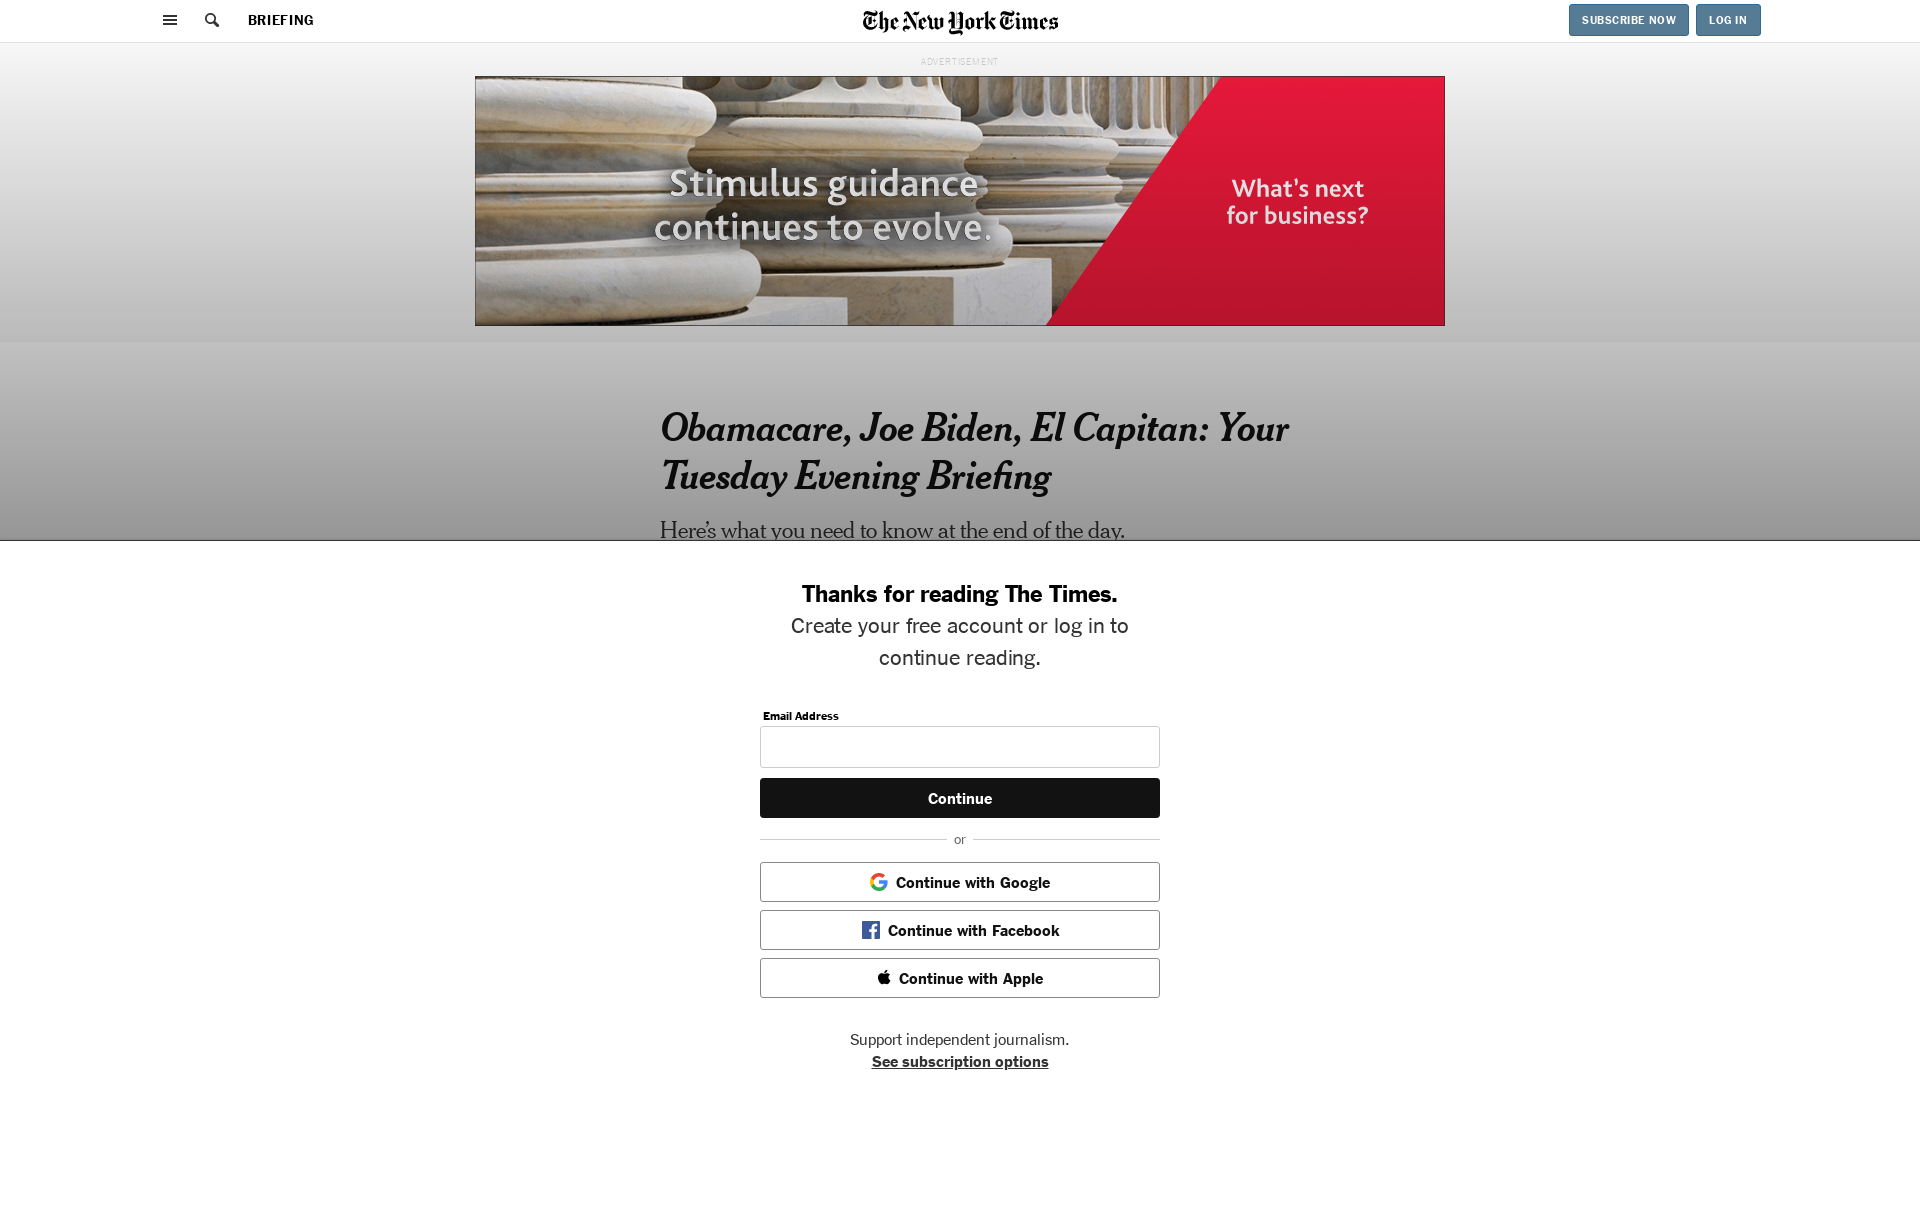 BRIEFING
The New York Times
SUBSCRIBE NOW
LOG IN
ADVERTISEMENT
Stimulus guidance
continues to evolve.
What's next
for business?
Obamacare, Joe Biden, El Capitan: Your
Tuesday Evening Briefing
Here's what you need to know at the end of the day.
Thanks for reading The Times.
Create your free account or log in to
continue reading.
Email Address
Continue
or
Continue with Google
Continue with Facebook
Continue with Apple
Support independent journalism.
See subscription options